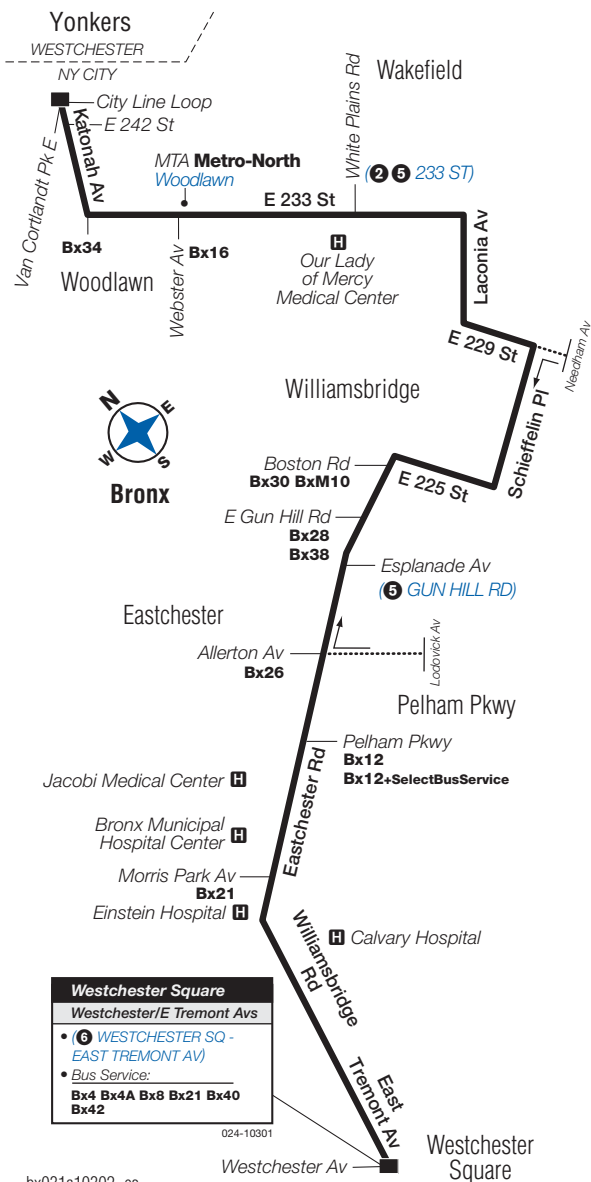 Yonkers
WESTCHESTER
NY CITY
City Line Loop
E 242 St
Katonah Av
Van Cortlandt Pk E
Wakefield
White Plains Rd
MTA Metro-North
Woodlawn
(2 5 233 ST)
E 233 St
Bx34
Bx16
Webster Av
Woodlawn
H
Our Lady
of Mercy
Medical Center
Laconia Av
E 229 St
Needham Av
Schieffelin Pl
Williamsbridge
N
E
W
S
Bronx
Boston Rd
Bx30 BxM10
E 225 St
E Gun Hill Rd
Bx28
Bx38
Esplanade Av
(5 GUN HILL RD)
Eastchester
Allerton Av
Bx26
Lodovick Av
Pelham Pkwy
Pelham Pkwy
Bx12
Bx12+SelectBusService
Eastchester Rd
Jacobi Medical Center H
Bronx Municipal
Hospital Center H
Morris Park Av
Bx21
Einstein Hospital H
Williamsbridge
Rd
H Calvary Hospital
Westchester Square
Westchester/E Tremont Avs
• (6 WESTCHESTER SQ -
EAST TREMONT AV)
• Bus Service:
Bx4 Bx4A Bx8 Bx21 Bx40
Bx42
024-10301
East
Tremont Av
Westchester Av
Westchester
Square